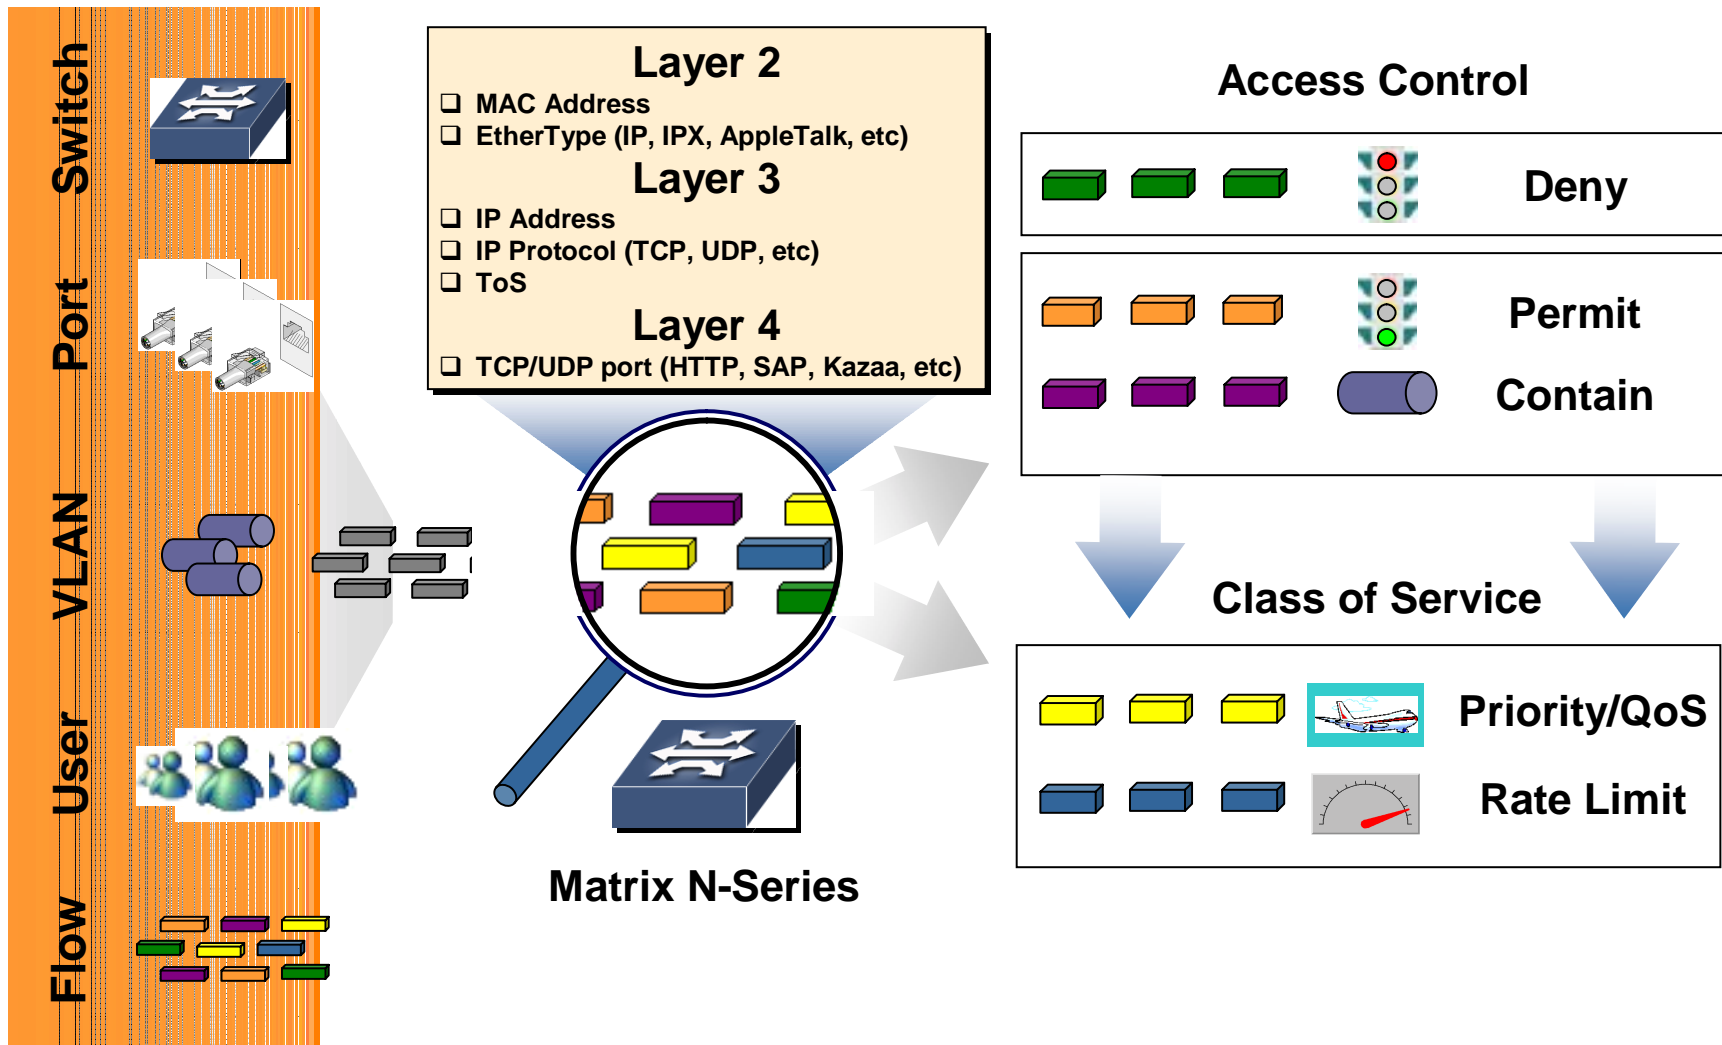 Switch
Port
VLAN
User
Flow
Layer 2
❑ MAC Address
❑ EtherType (IP, IPX, AppleTalk, etc)
Layer 3
❑ IP Address
❑ IP Protocol (TCP, UDP, etc)
❑ ToS
Layer 4
❑ TCP/UDP port (HTTP, SAP, Kazaa, etc)
Matrix N-Series
Access Control
Deny
Permit
Contain
Class of Service
Priority/QoS
Rate Limit